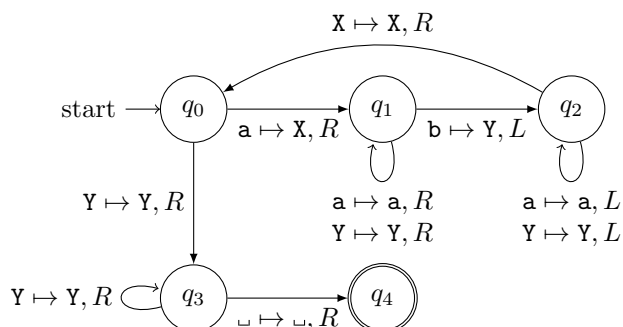 X ↦ X, R
start
q₀
q₁
q₂
a ↦ X, R
b ↦ Y, L
Y ↦ Y, R
a ↦ a, R
Y ↦ Y, R
a ↦ a, L
Y ↦ Y, L
Y ↦ Y, R
q₃
q₄
␣ ↦ ␣, R